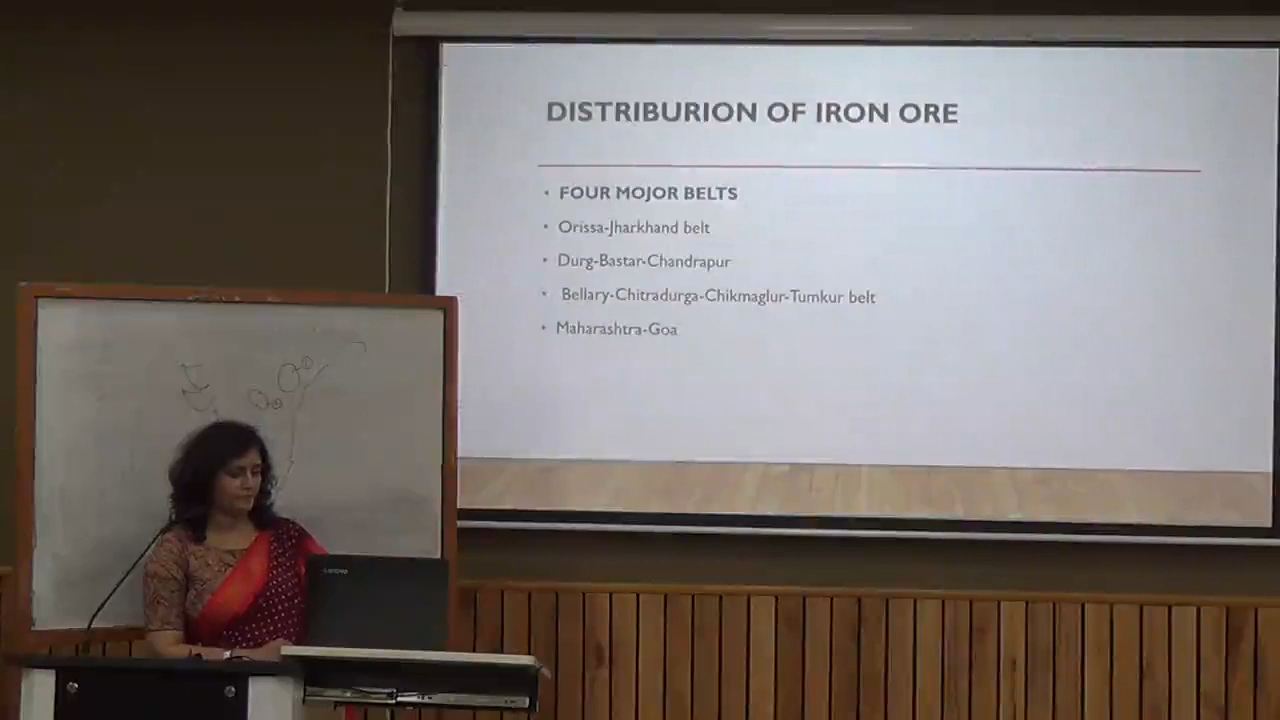 DISTRIBURION OF IRON ORE
• FOUR MOJOR BELTS
• Orissa-Jharkhand belt
• Durg-Bastar-Chandrapur
• Bellary-Chitradurga-Chikmaglur-Tumkur belt
• Maharashtra-Goa
Lenovo